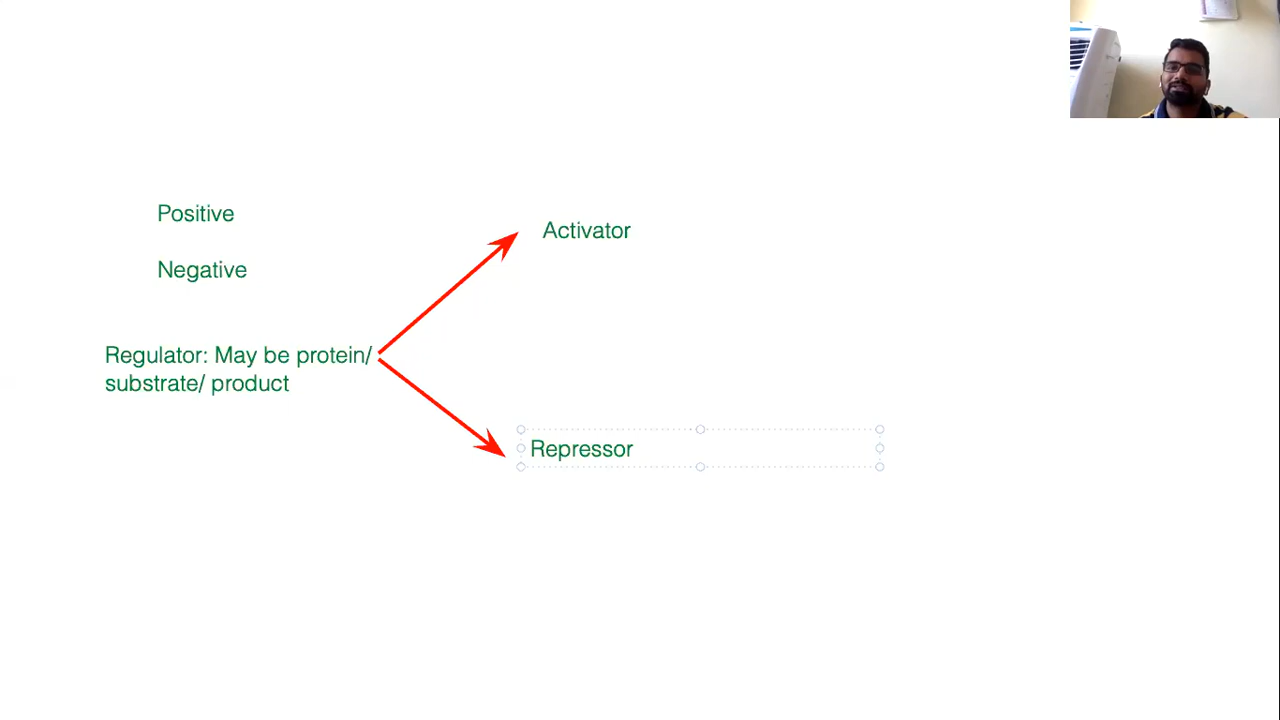 Positive
Negative
Activator
Regulator: May be protein/
substrate/ product
Repressor